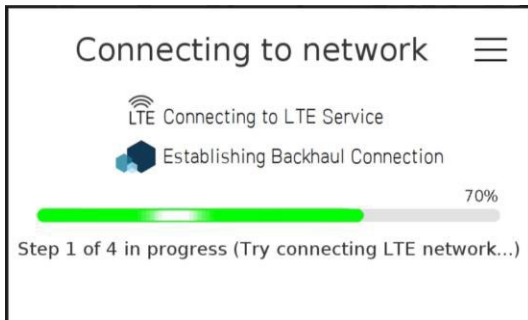 Connecting to network
LTE Connecting to LTE Service
Establishing Backhaul Connection
70%
Step 1 of 4 in progress (Try connecting LTE network...)